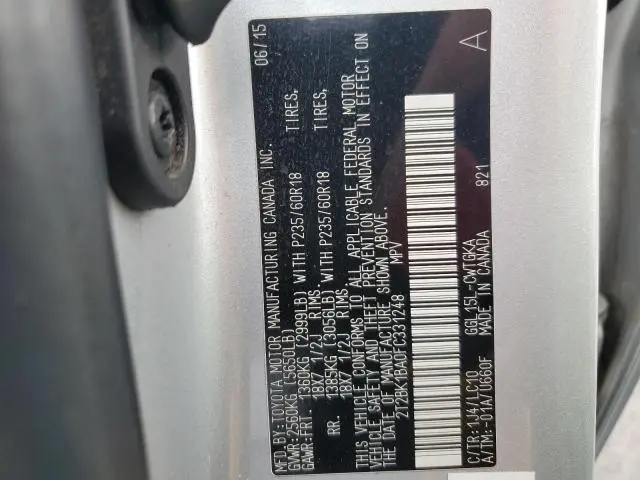 MFD. BY: TOYOTA MOTOR MANUFACTURING CANADA, INC. 06/15
GVWR: 2560KG (5650LB)
GAWR: FRT. 1360KG (2999LB) WITH P235/60R18 TIRES,
18X7 1/2J RIMS.
RR. 1385KG (3056LB) WITH P235/60R18 TIRES,
18X7 1/2J RIMS.
THIS VEHICLE CONFORMS TO ALL APPLICABLE FEDERAL MOTOR
VEHICLE SAFETY AND THEFT PREVENTION STANDARDS IN EFFECT ON
THE DATE OF MANUFACTURE SHOWN ABOVE.
2T2BK1BA0FC331248 MPV
C/TR: 1J4/LC10 GGL15L-CWTGKA 821
A/TM:-01A/U660F MADE IN CANADA A